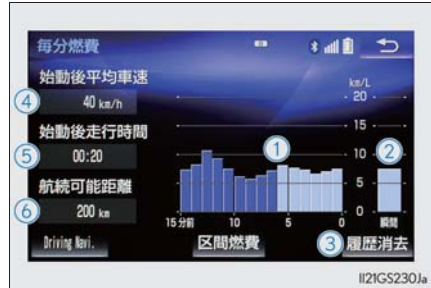 毎分燃費
始動後平均車速
km/L
④
40 km/h
20
始動後走行時間
15
①
②
⑤
00:20
10
航続可能距離
5
⑥
200 km
0
15分前
10
5
0
瞬間
Driving Navi.
区間燃費
③
履歴消去
II21GS230Ja